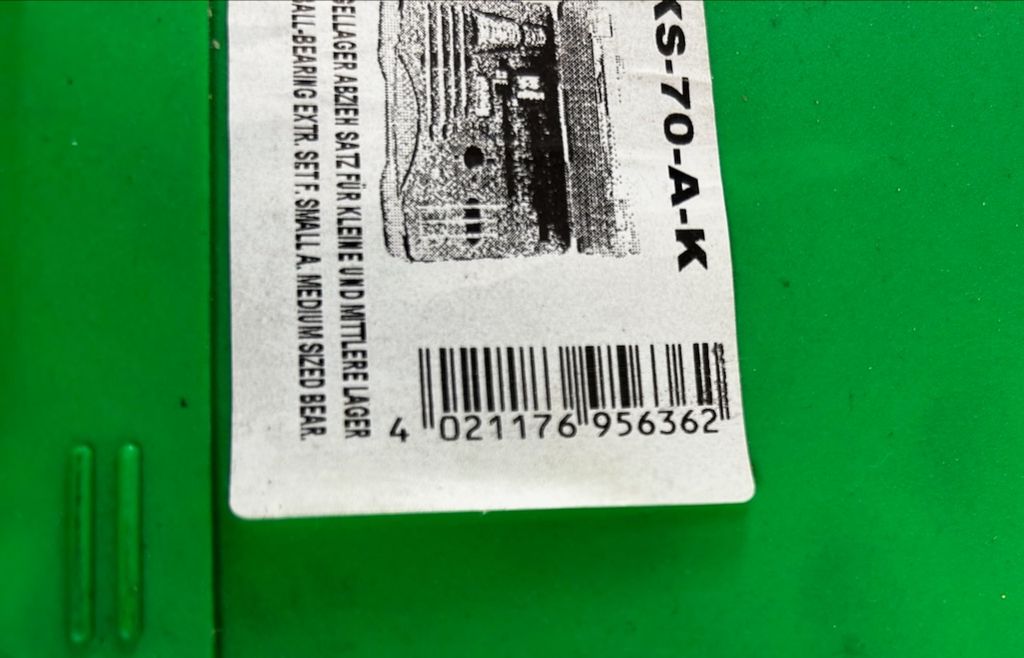 KS-70-A-K
GELLAGER ABZIEH SATZ FÜR KLEINE UND MITTLERE LAGER
ALL-BEARING EXTR. SET F. SMALL A. MEDIUM SIZED BEAR.
4 021176 956362